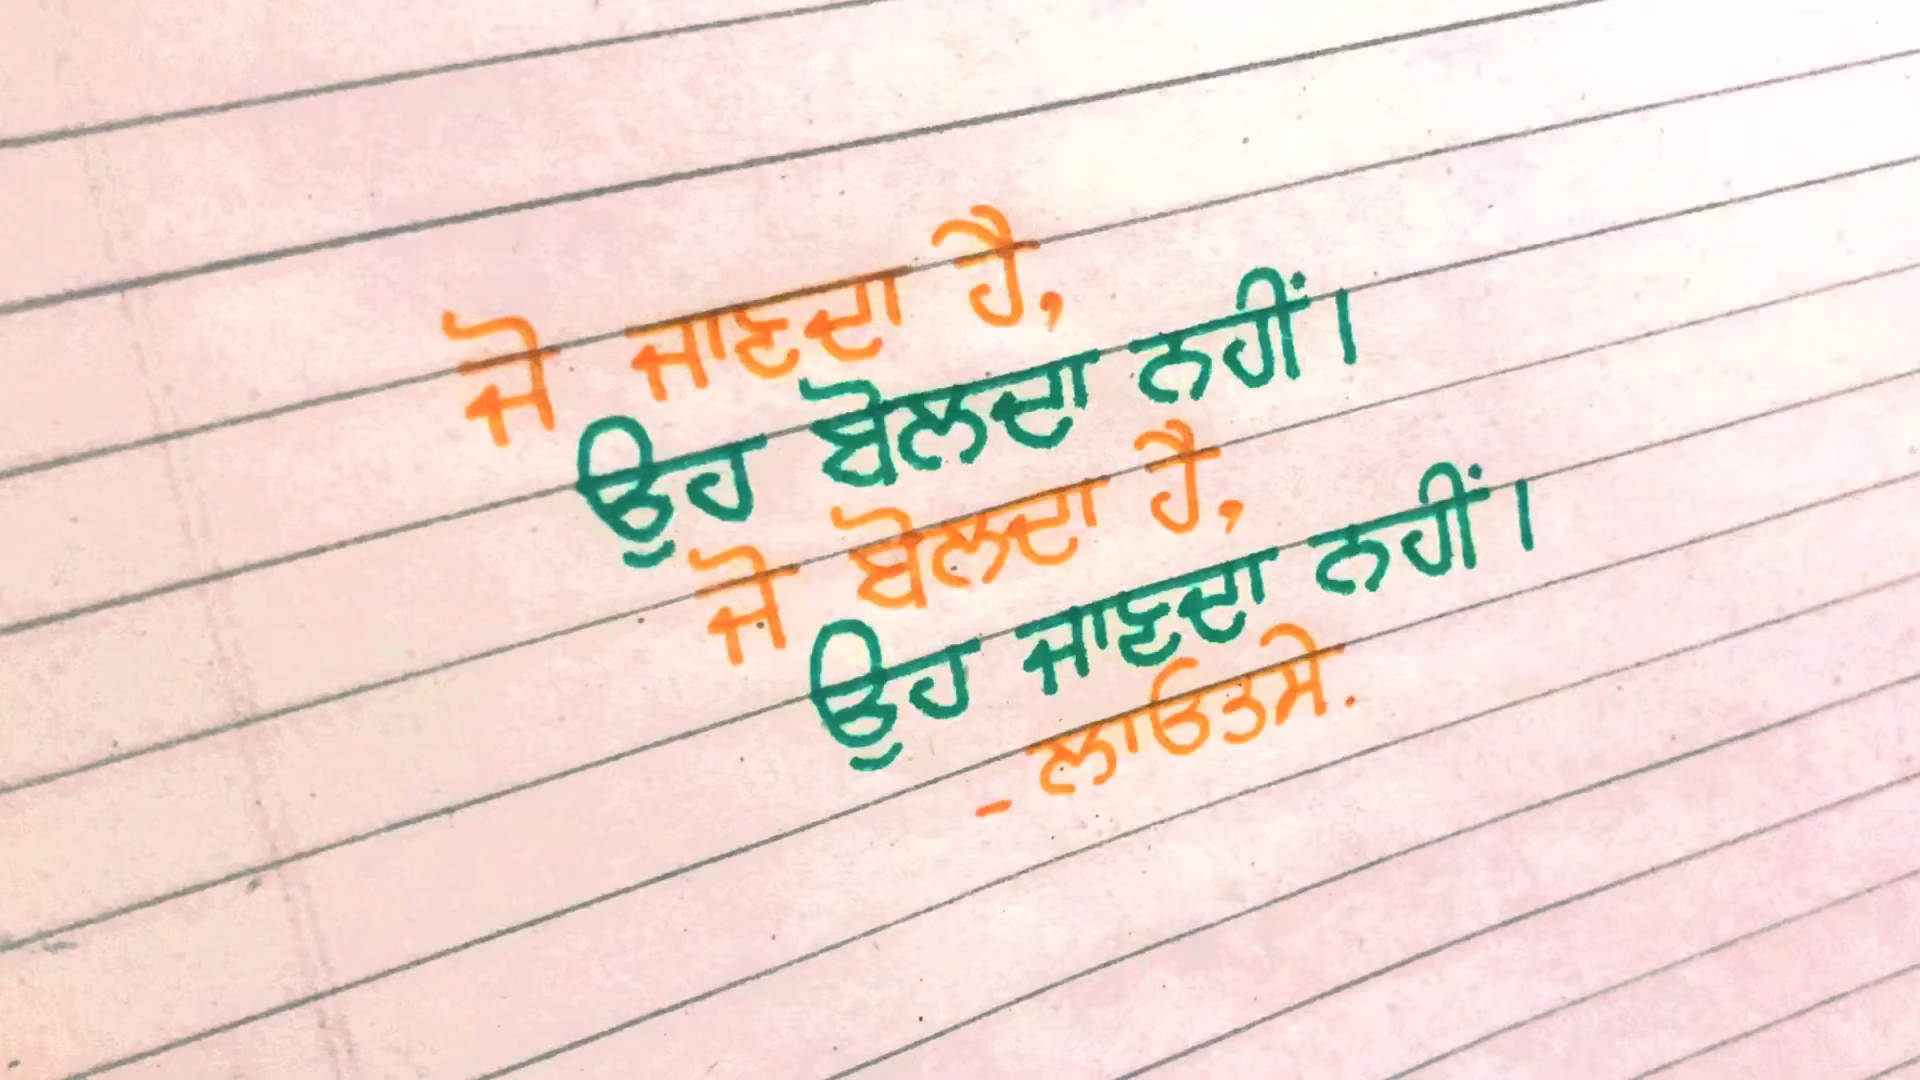 ਜੋ ਜਾਣਦਾ ਹੈ,
ਉਹ ਬੋਲਦਾ ਨਹੀਂ।
ਜੋ ਬੋਲਦਾ ਹੈ,
ਉਹ ਜਾਣਦਾ ਨਹੀਂ।
- ਲਾਓਤਸੇ.